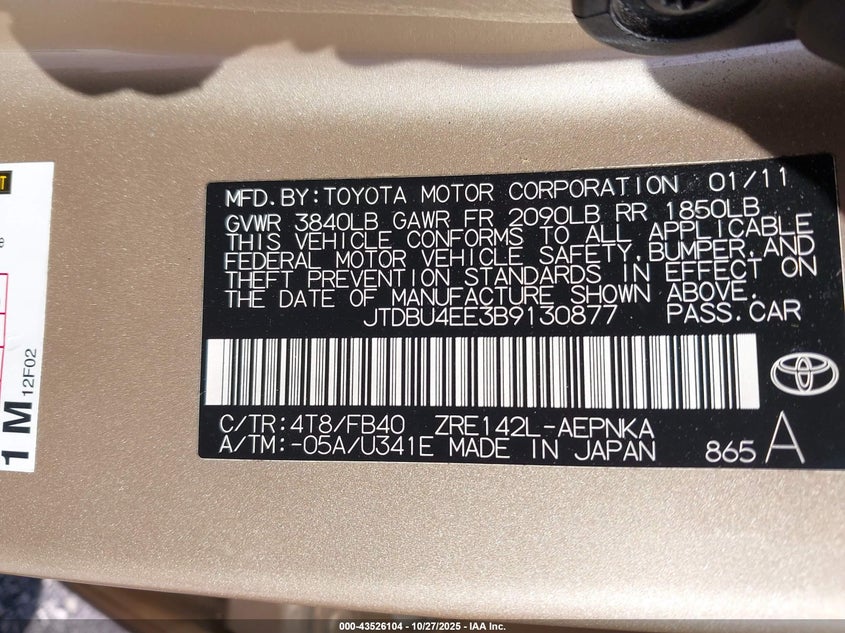 MFD. BY: TOYOTA MOTOR CORPORATION 01/11
GVWR 3840LB GAWR FR 2090LB RR 1850LB
THIS VEHICLE CONFORMS TO ALL APPLICABLE
FEDERAL MOTOR VEHICLE SAFETY, BUMPER, AND
THEFT PREVENTION STANDARDS IN EFFECT ON
THE DATE OF MANUFACTURE SHOWN ABOVE.
JTDBU4EE3B9130877 PASS. CAR
C/TR: 4T8/FB40 ZRE142L-AEPNKA
A/TM: -05A/U341E MADE IN JAPAN 865 A
1 M 12F02
000-43526104 | 10/27/2025 | IAA Inc.